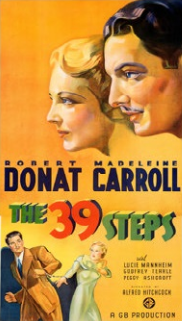 ROBERT MADELEINE
DONAT CARROLL
THE 39 STEPS
with
LUCIE MANNHEIM
GODFREY TEARLE
PEGGY ASHCROFT
DIRECTED BY
ALFRED HITCHCOCK
A GB PICTURE